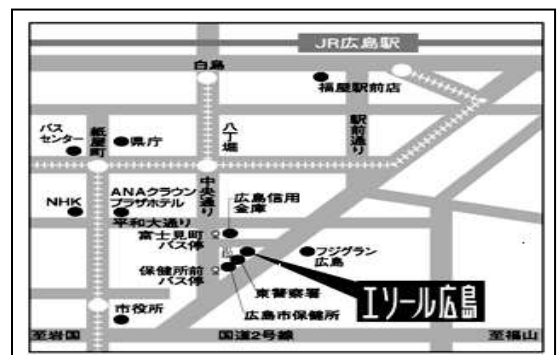 JR広島駅
白島
福屋駅前店
バス
センター
紙屋町
県庁
八丁堀
駅前通り
NHK
ANAクラウン
プラザホテル
中央通り
広島信用
金庫
平和大通り
富士見町
バス停
フジグラン
広島
保健所前
バス停
東警察署
エソール広島
広島市保健所
市役所
至岩国
国道2号線
至福山